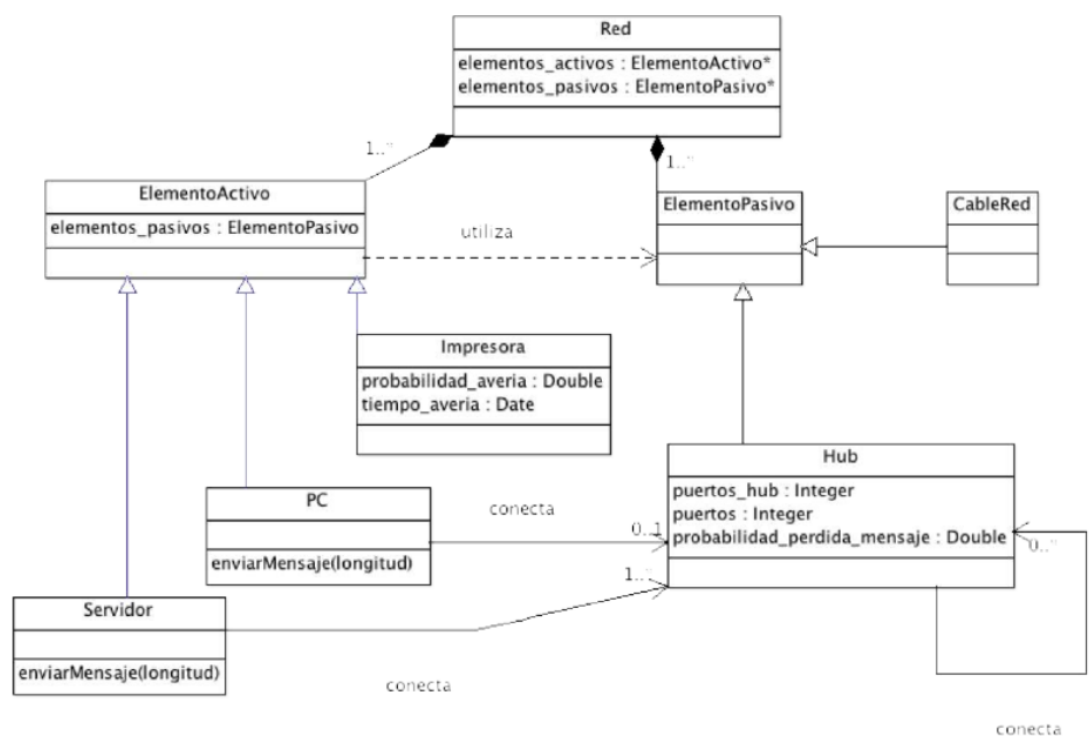 Red
elementos_activos : ElementoActivo*
elementos_pasivos : ElementoPasivo*
1..*
1..*
ElementoActivo
elementos_pasivos : ElementoPasivo
ElementoPasivo
CableRed
utiliza
Impresora
probabilidad_averia : Double
tiempo_averia : Date
Hub
puertos_hub : Integer
puertos : Integer
probabilidad_perdida_mensaje : Double
PC
enviarMensaje(longitud)
conecta
0..1
0..*
1..*
Servidor
enviarMensaje(longitud)
conecta
conecta